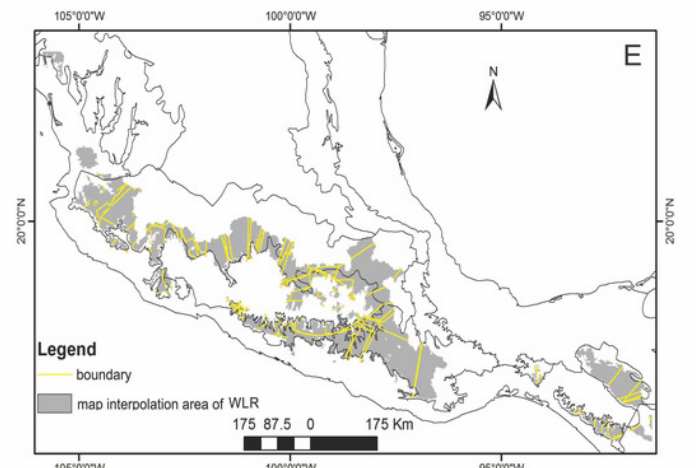 105°0'0"W 100°0'0"W 95°0'0"W
E
N
20°0'0"N 20°0'0"N
Legend
boundary
map interpolation area of WLR
175 87.5 0 175 Km
105°0'0"W 100°0'0"W 95°0'0"W